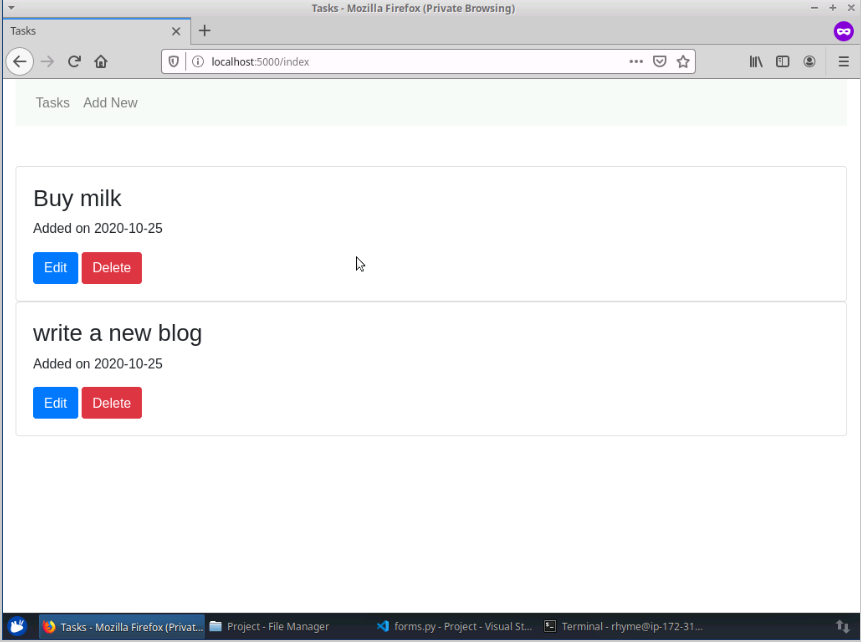 Tasks - Mozilla Firefox (Private Browsing)
Tasks
localhost:5000/index
Tasks Add New
Buy milk
Added on 2020-10-25
Edit Delete
write a new blog
Added on 2020-10-25
Edit Delete
Tasks - Mozilla Firefox (Privat... Project - File Manager forms.py - Project - Visual St... Terminal - rhyme@ip-172-31...